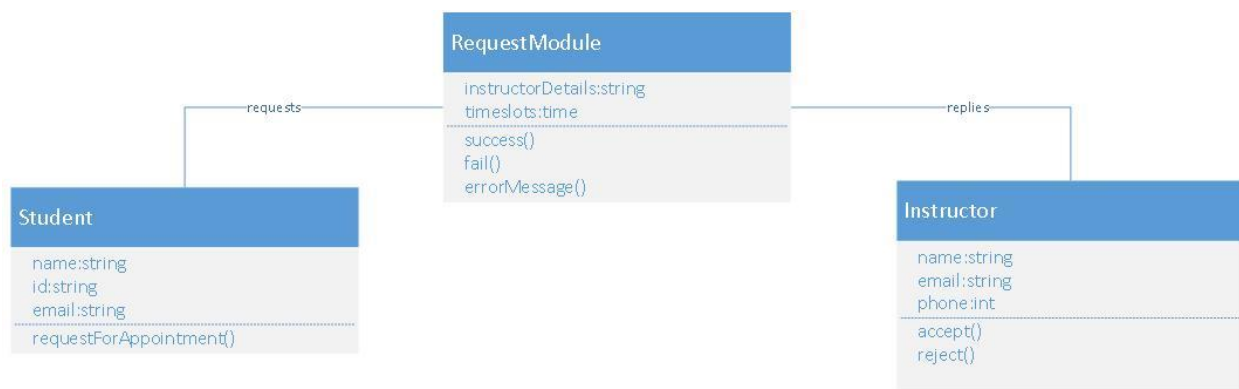 RequestModule
instructorDetails:string
timeslots:time
success()
fail()
errorMessage()
requests
replies
Student
name:string
id:string
email:string
requestForAppointment()
Instructor
name:string
email:string
phone:int
accept()
reject()